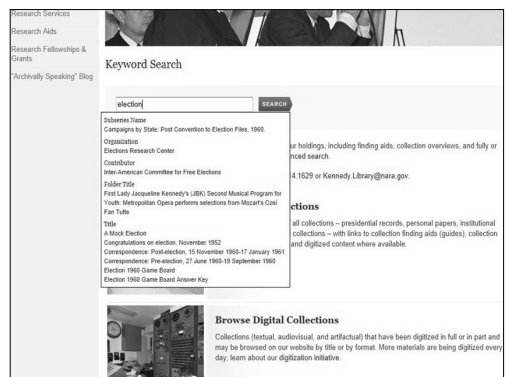 Research Services
Research Aids
Research Fellowships &
Grants
"Archivally Speaking" Blog
Keyword Search
election
SEARCH
Subseries Name
Campaigns by State: Post Convention to Election Files, 1960.
Organization
Elections Research Center
Contributor
Inter-American Committee for Free Elections
Folder Title
First Lady Jacqueline Kennedy's (JBK) Second Musical Program for
Youth: Metropolitan Opera performs selections from Mozart's Cosi
Fan Tutte
Title
A Mock Election
Congratulations on election, November 1952
Correspondence: Post-election, 15 November 1960-17 January 1961
Correspondence: Pre-election, 27 June 1960-19 September 1960
Election 1960 Game Board
Election 1960 Game Board Answer Key
ur holdings, including finding aids, collection overviews, and fully or
nced search.
4.1629 or Kennedy.Library@nara.gov.
ctions
all collections – presidential records, personal papers, institutional
collections – with links to collection finding aids (guides), collection
and digitized content where available.
Browse Digital Collections
Collections (textual, audiovisual, and artifactual) that have been digitized in full or in part and
may be browsed on our website by title or by format. More materials are being digitized every
day; learn about our digitization initiative.